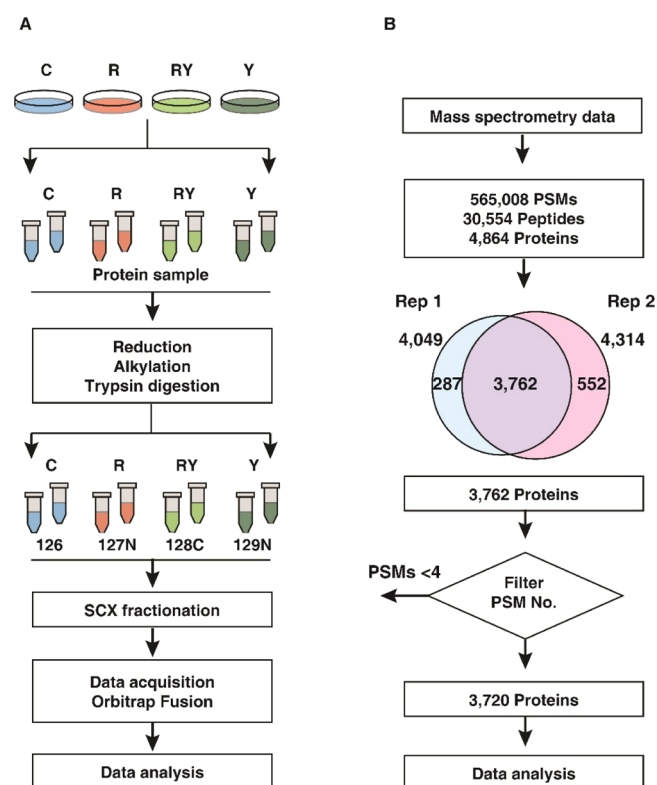 A
C R RY Y
C R RY Y
Protein sample
Reduction
Alkylation
Trypsin digestion
C R RY Y
126 127N 128C 129N
SCX fractionation
Data acquisition
Orbitrap Fusion
Data analysis
B
Mass spectrometry data
565,008 PSMs
30,554 Peptides
4,864 Proteins
Rep 1 Rep 2
4,049 4,314
287 3,762 552
3,762 Proteins
PSMs <4
Filter
PSM No.
3,720 Proteins
Data analysis